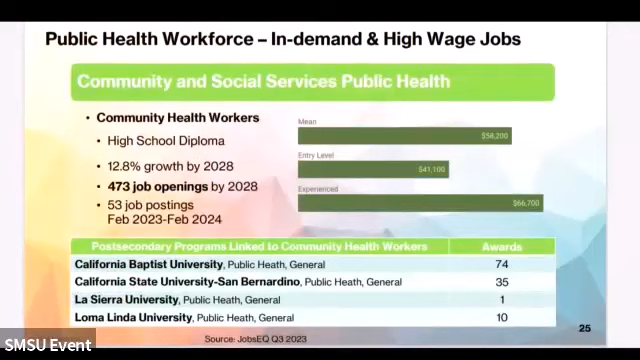 Public Health Workforce – In-demand & High Wage Jobs
Community and Social Services Public Health
• Community Health Workers
• High School Diploma
• 12.8% growth by 2028
• 473 job openings by 2028
• 53 job postings
Feb 2023-Feb 2024
Mean
$58,200
Entry Level
$41,100
Experienced
$66,700
Postsecondary Programs Linked to Community Health Workers Awards
California Baptist University, Public Heath, General 74
California State University-San Bernardino, Public Heath, General 35
La Sierra University, Public Heath, General 1
Loma Linda University, Public Heath, General 10
25
SMSU Event
Source: JobsEQ Q3 2023